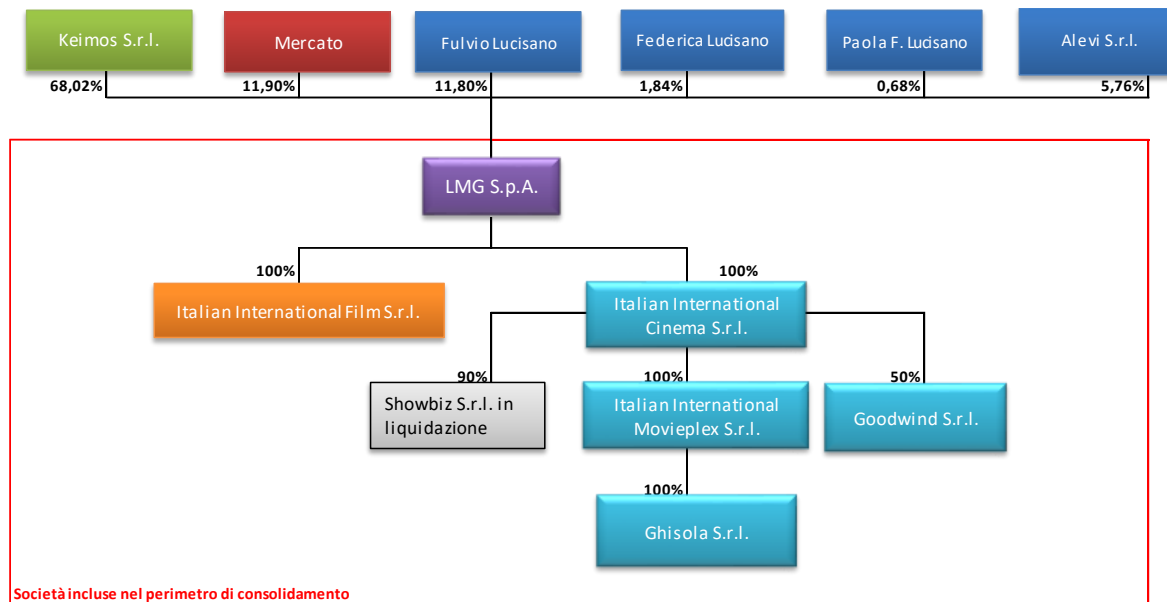 Keimos S.r.l.
Mercato
Fulvio Lucisano
Federica Lucisano
Paola F. Lucisano
Alevi S.r.l.
68,02%
11,90%
11,80%
1,84%
0,68%
5,76%
LMG S.p.A.
100%
100%
Italian International Film S.r.l.
Italian International
Cinema S.r.l.
90%
100%
50%
Showbiz S.r.l. in
liquidazione
Italian International
Movieplex S.r.l.
Goodwind S.r.l.
100%
Ghisola S.r.l.
Società incluse nel perimetro di consolidamento